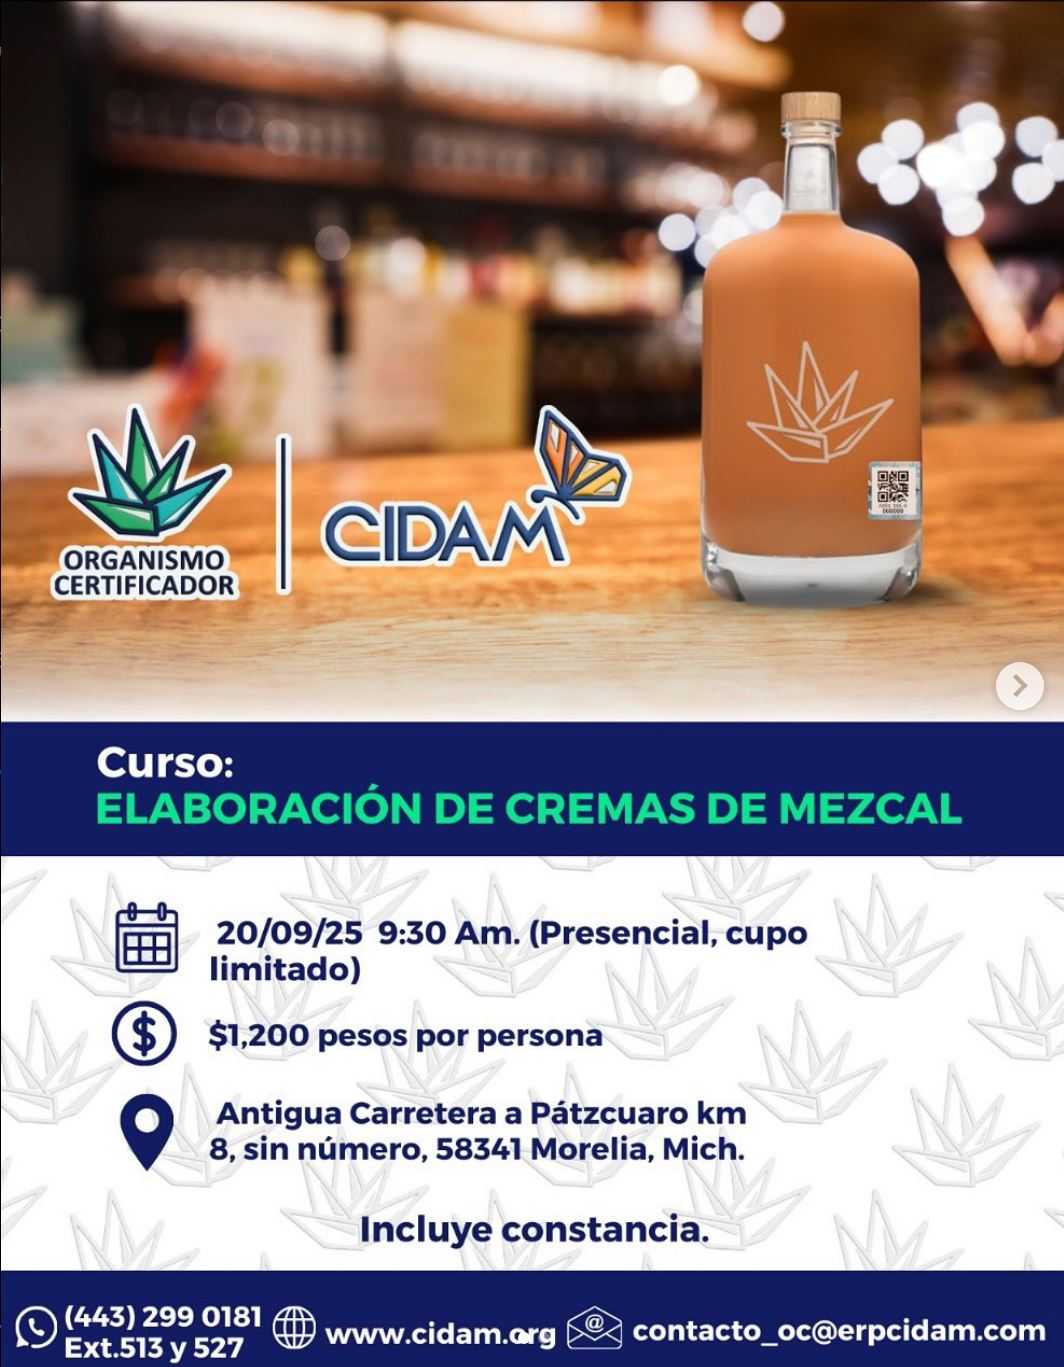 ORGANISMO
CERTIFICADOR
CIDAM
Curso:
ELABORACIÓN DE CREMAS DE MEZCAL
20/09/25 9:30 Am. (Presencial, cupo
limitado)
$1,200 pesos por persona
Antigua Carretera a Pátzcuaro km
8, sin número, 58341 Morelia, Mich.
Incluye constancia.
(443) 299 0181
Ext.513 y 527
www.cidam.org
contacto_oc@erpcidam.com